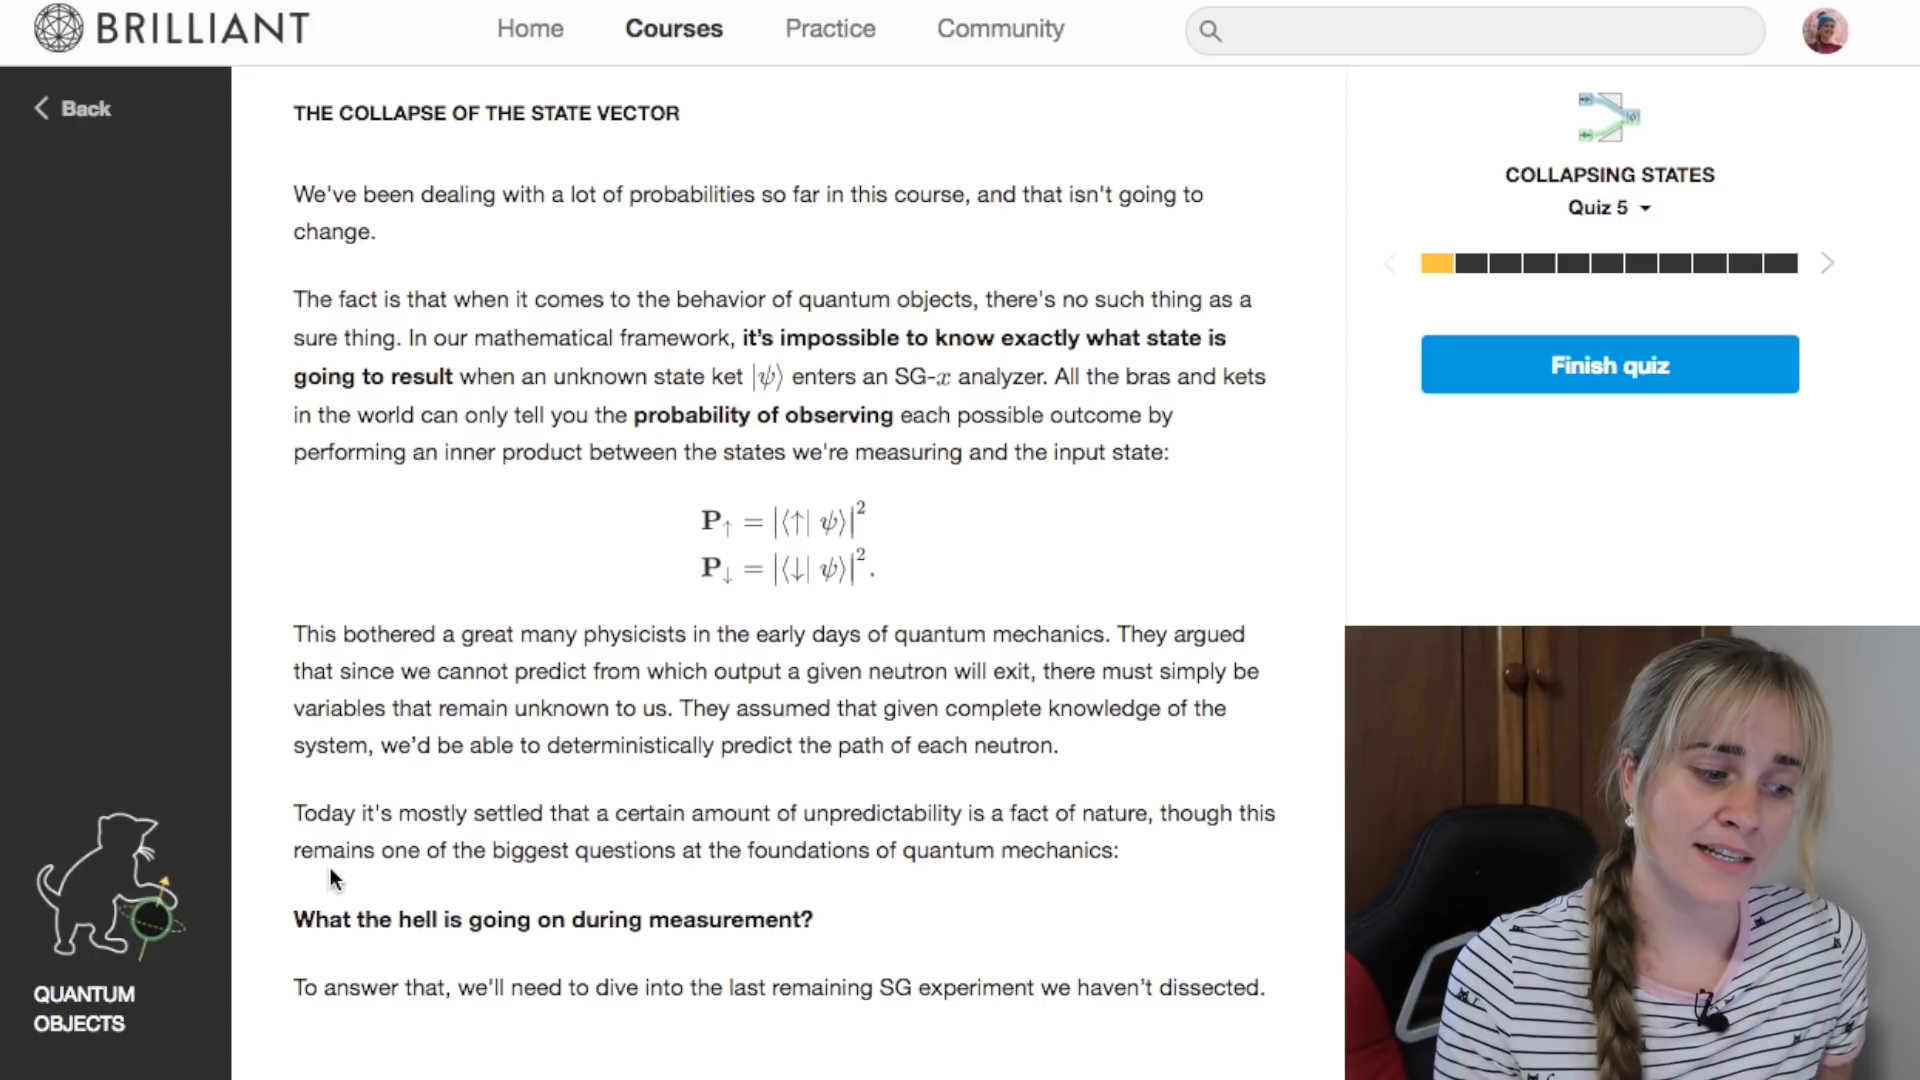 BRILLIANT
Home
Courses
Practice
Community
Back
THE COLLAPSE OF THE STATE VECTOR
We've been dealing with a lot of probabilities so far in this course, and that isn't going to
change.
The fact is that when it comes to the behavior of quantum objects, there's no such thing as a
sure thing. In our mathematical framework, it's impossible to know exactly what state is
going to result when an unknown state ket |ψ⟩ enters an SG-x analyzer. All the bras and kets
in the world can only tell you the probability of observing each possible outcome by
performing an inner product between the states we're measuring and the input state:
P↑ = |⟨↑| ψ⟩|²
P↓ = |⟨↓| ψ⟩|².
This bothered a great many physicists in the early days of quantum mechanics. They argued
that since we cannot predict from which output a given neutron will exit, there must simply be
variables that remain unknown to us. They assumed that given complete knowledge of the
system, we'd be able to deterministically predict the path of each neutron.
Today it's mostly settled that a certain amount of unpredictability is a fact of nature, though this
remains one of the biggest questions at the foundations of quantum mechanics:
What the hell is going on during measurement?
To answer that, we'll need to dive into the last remaining SG experiment we haven't dissected.
COLLAPSING STATES
Quiz 5
Finish quiz
QUANTUM
OBJECTS